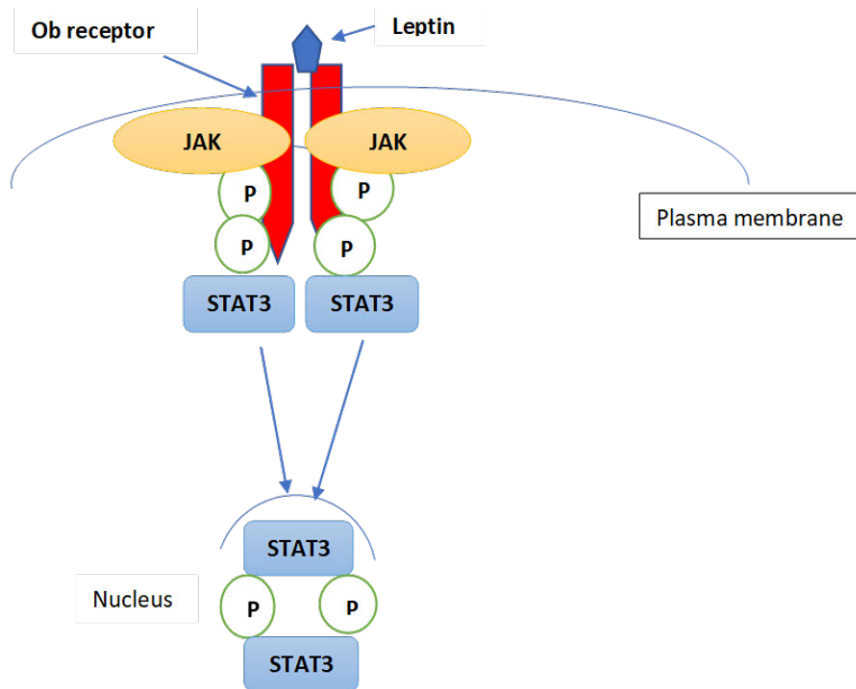 Ob receptor
Leptin
JAK
JAK
P
P
P
P
Plasma membrane
STAT3
STAT3
STAT3
Nucleus
P
P
STAT3